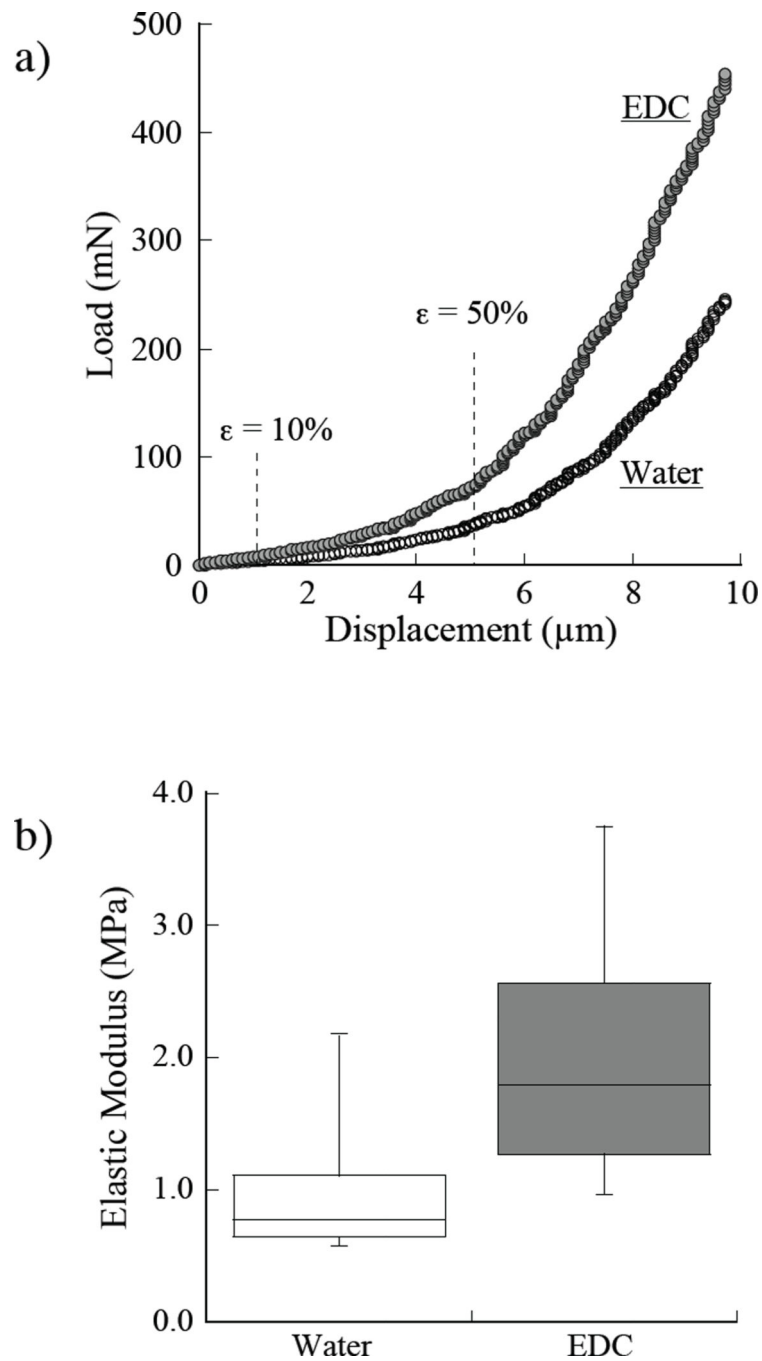 a)
500
400
300
200
100
0
Load (mN)
EDC
ε = 50%
ε = 10%
Water
0 2 4 6 8 10
Displacement (µm)
b)
4.0
3.0
2.0
1.0
0.0
Elastic Modulus (MPa)
Water EDC